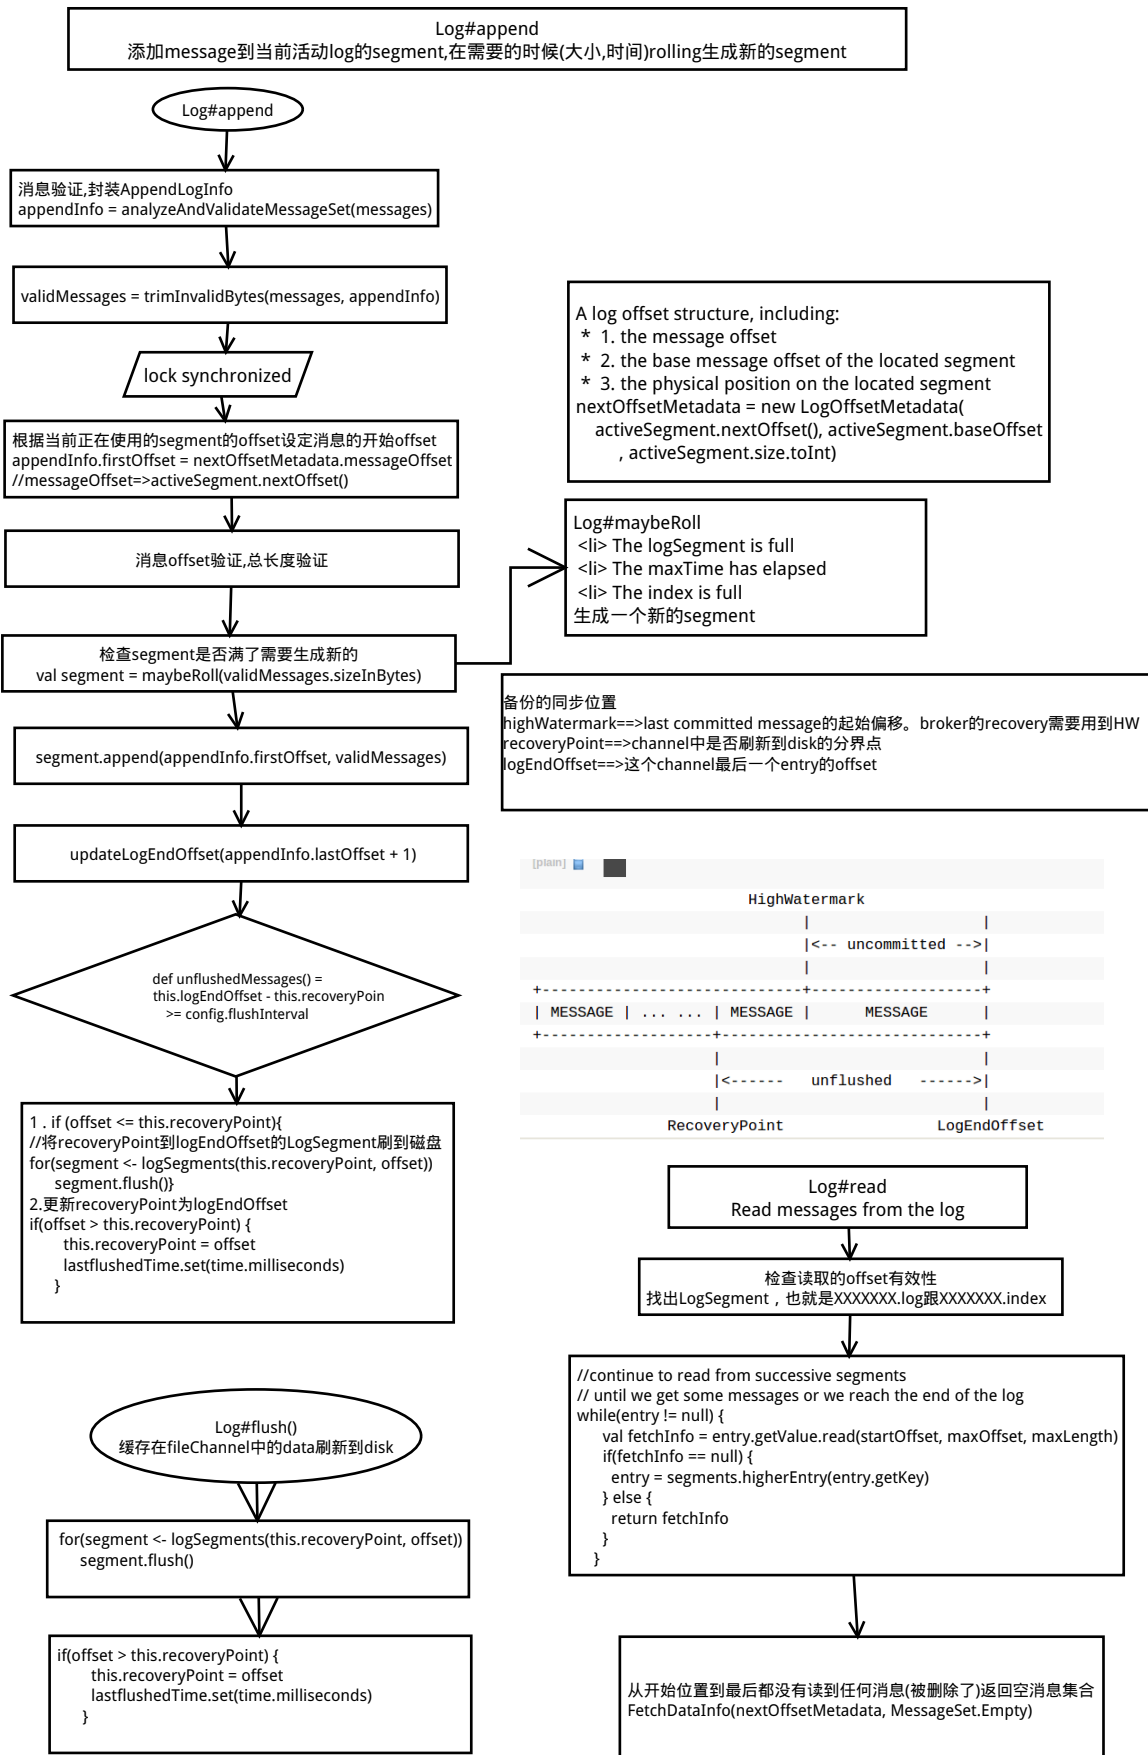 Log#append
添加message到当前活动log的segment,在需要的时候(大小,时间)rolling生成新的segment
Log#append
消息验证,封装AppendLogInfo
appendInfo = analyzeAndValidateMessageSet(messages)
validMessages = trimInvalidBytes(messages, appendInfo)
lock synchronized
根据当前正在使用的segment的offset设定消息的开始offset
appendInfo.firstOffset = nextOffsetMetadata.messageOffset
//messageOffset=>activeSegment.nextOffset()
消息offset验证,总长度验证
检查segment是否满了需要生成新的
val segment = maybeRoll(validMessages.sizeInBytes)
segment.append(appendInfo.firstOffset, validMessages)
updateLogEndOffset(appendInfo.lastOffset + 1)
def unflushedMessages() =
this.logEndOffset - this.recoveryPoin
>= config.flushInterval
1 . if (offset <= this.recoveryPoint){
//将recoveryPoint到logEndOffset的LogSegment刷到磁盘
for(segment <- logSegments(this.recoveryPoint, offset))
segment.flush()}
2.更新recoveryPoint为logEndOffset
if(offset > this.recoveryPoint) {
this.recoveryPoint = offset
lastflushedTime.set(time.milliseconds)
}
Log#flush()
缓存在fileChannel中的data刷新到disk
for(segment <- logSegments(this.recoveryPoint, offset))
segment.flush()
if(offset > this.recoveryPoint) {
this.recoveryPoint = offset
lastflushedTime.set(time.milliseconds)
}
A log offset structure, including:
* 1. the message offset
* 2. the base message offset of the located segment
* 3. the physical position on the located segment
nextOffsetMetadata = new LogOffsetMetadata(
activeSegment.nextOffset(), activeSegment.baseOffset
, activeSegment.size.toInt)
Log#maybeRoll
<li> The logSegment is full
<li> The maxTime has elapsed
<li> The index is full
生成一个新的segment
备份的同步位置
highWatermark==>last committed message的起始偏移。broker的recovery需要用到HW
recoveryPoint==>channel中是否刷新到disk的分界点
logEndOffset==>这个channel最后一个entry的offset
[plain]
HighWatermark
|                   |
|<-- uncommitted -->|
|                   |
+-----------------------------+-------------------+
| MESSAGE | ... ... | MESSAGE |      MESSAGE      |
+-------------------+-----------------------------+
|                             |
|<------   unflushed   ------>|
|                             |
RecoveryPoint                 LogEndOffset
Log#read
Read messages from the log
检查读取的offset有效性
找出LogSegment，也就是XXXXXXX.log跟XXXXXXX.index
//continue to read from successive segments
// until we get some messages or we reach the end of the log
while(entry != null) {
val fetchInfo = entry.getValue.read(startOffset, maxOffset, maxLength)
if(fetchInfo == null) {
entry = segments.higherEntry(entry.getKey)
} else {
return fetchInfo
}
}
从开始位置到最后都没有读到任何消息(被删除了)返回空消息集合
FetchDataInfo(nextOffsetMetadata, MessageSet.Empty)